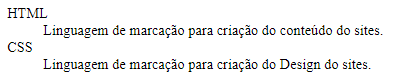 HTML
Linguagem de marcação para criação do conteúdo do sites.
CSS
Linguagem de marcação para criação do Design do sites.